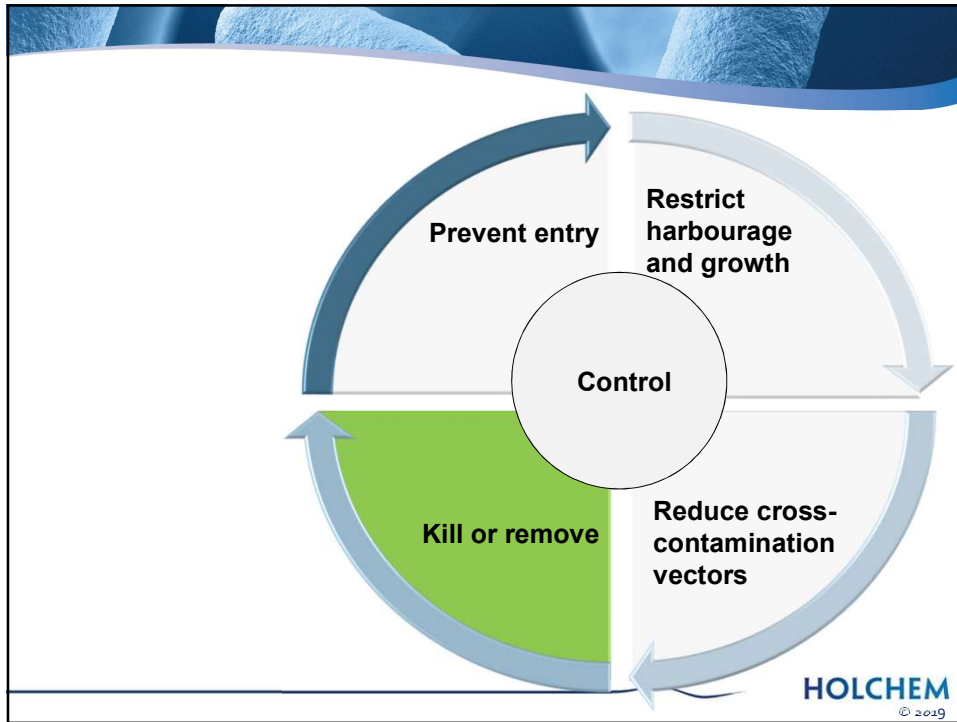 Prevent entry
Restrict
harbourage
and growth
Control
Kill or remove
Reduce cross-
contamination
vectors
HOLCHEM
© 2019